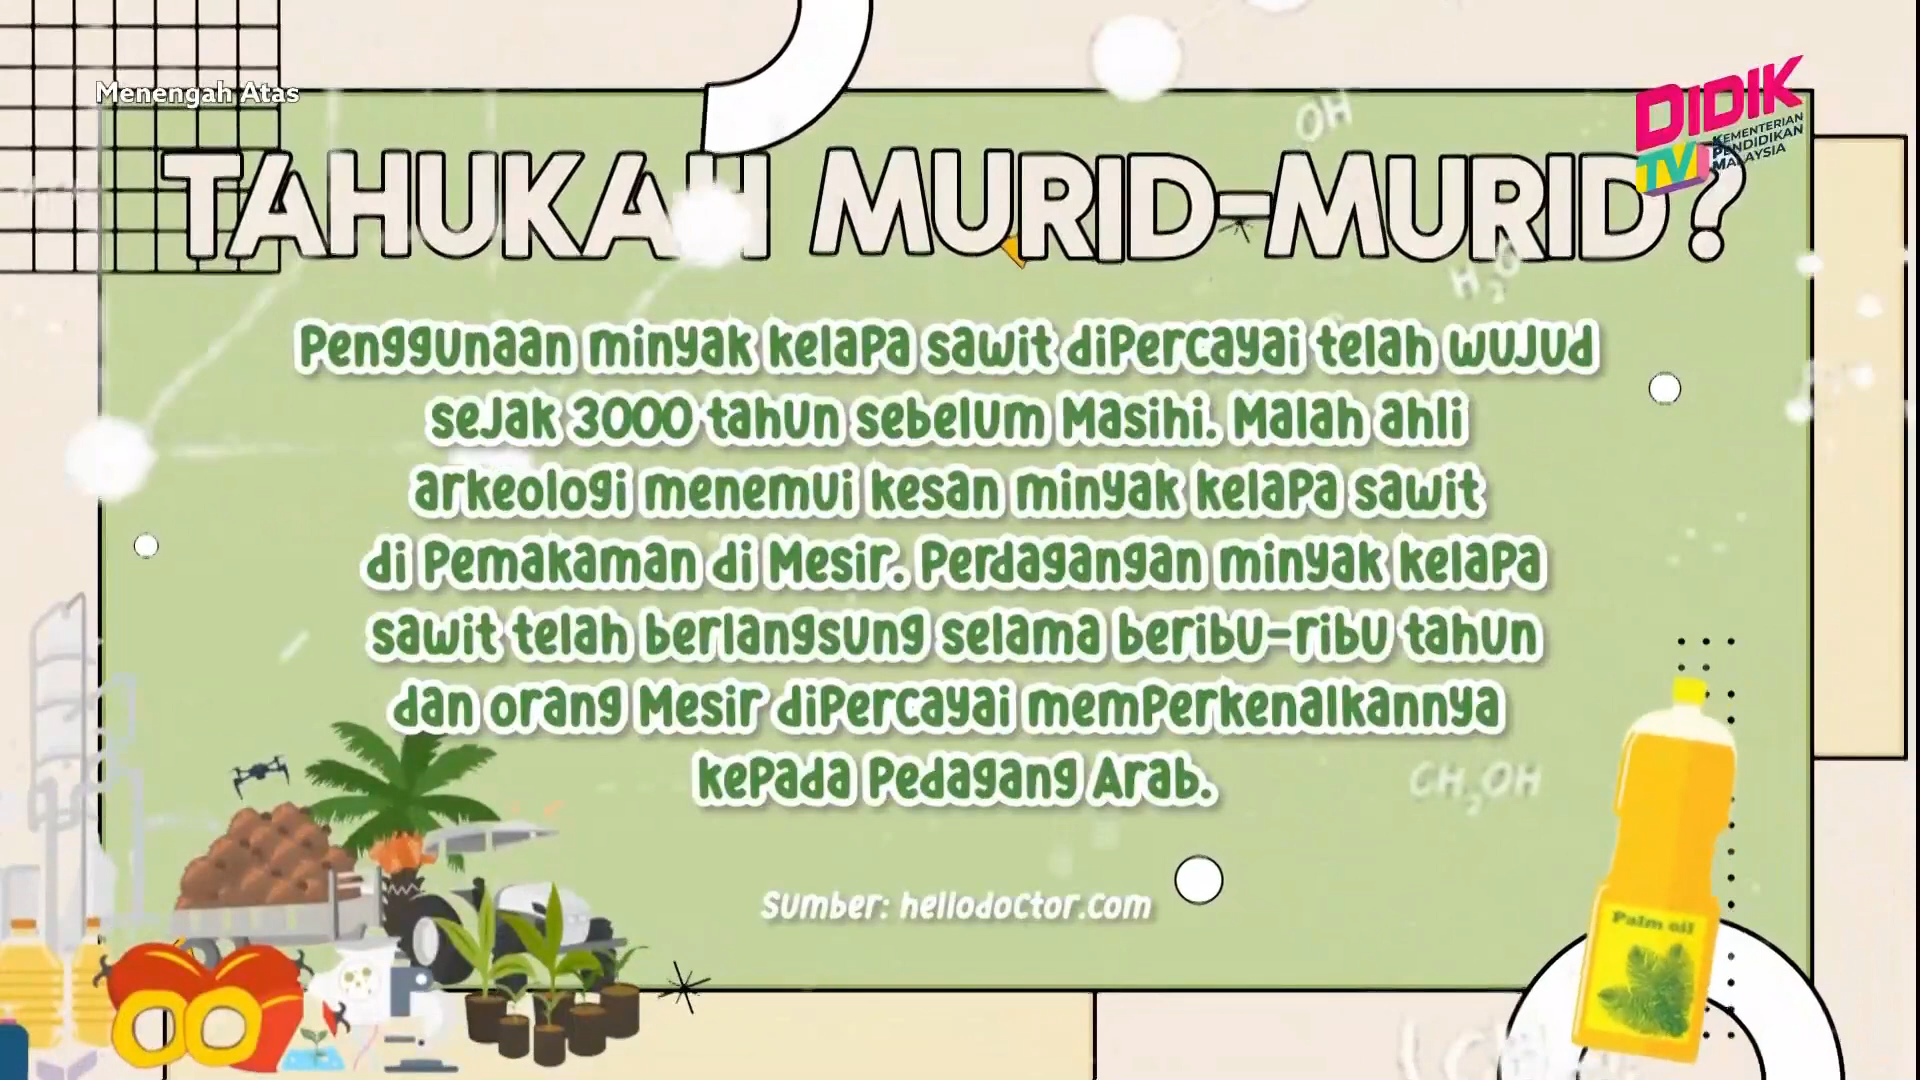 Menengah Atas
DIDIK
TV
KEMENTERIAN
PENDIDIKAN
MALAYSIA
OH
TAHUKAH MURID-MURID?
H₂O
Penggunaan minyak kelapa sawit dipercayai telah wujud
sejak 3000 tahun sebelum Masihi. Malah ahli
arkeologi menemui kesan minyak kelapa sawit
di pemakaman di Mesir. Perdagangan minyak kelapa
sawit telah berlangsung selama beribu-ribu tahun
dan orang Mesir dipercayai memperkenalkannya
kepada pedagang Arab.
CH₂OH
Sumber: hellodoctor.com
Palm oil